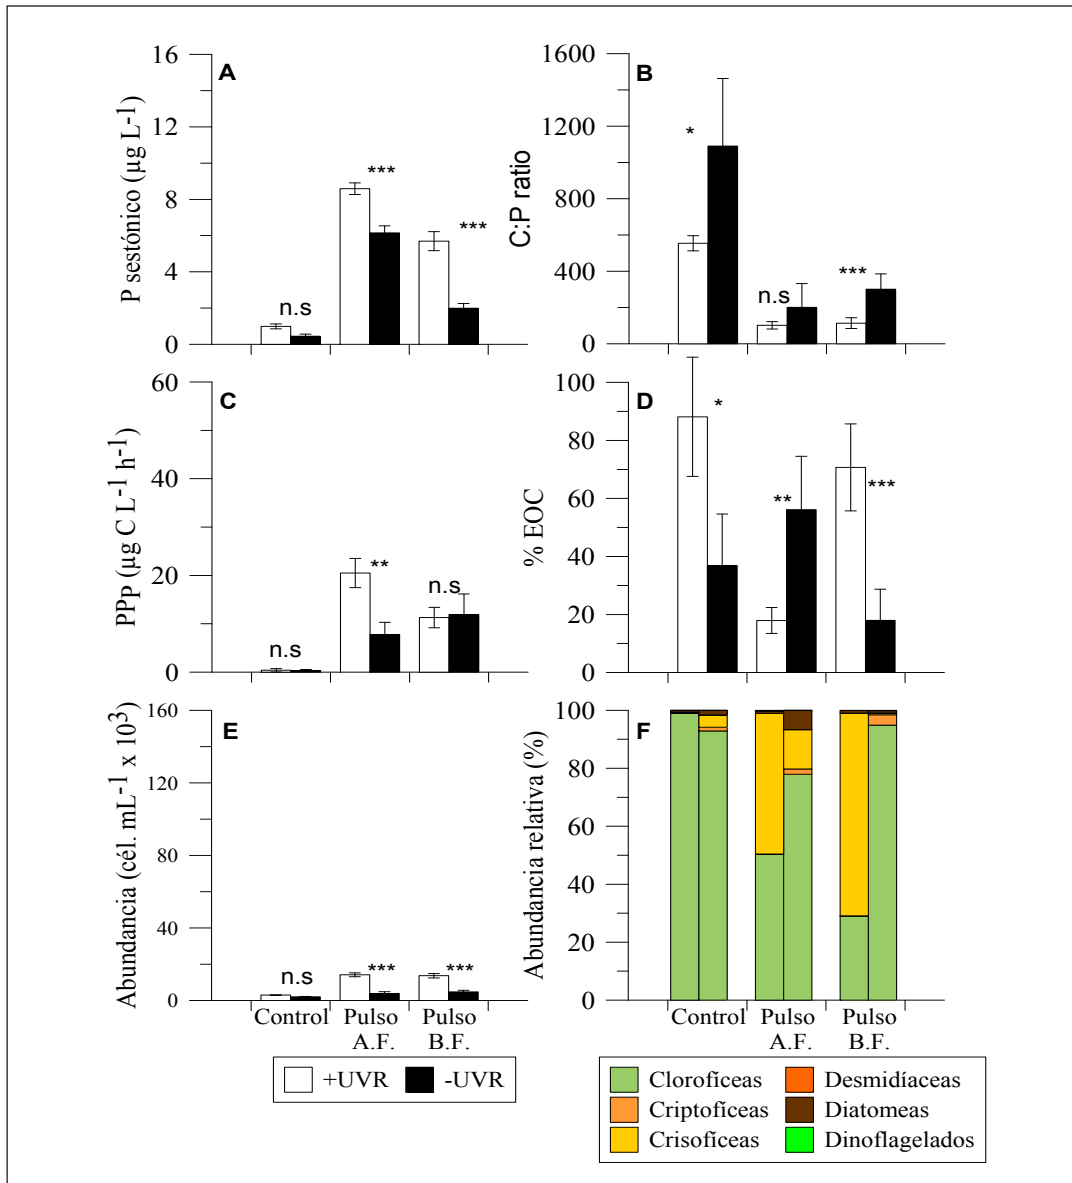 A
P sestónico (µg L-1)
16
12
8
4
0
n.s
***
***
B
C:P ratio
1600
1200
800
400
0
*
n.s
***
C
PPp (µg C L-1 h-1)
60
40
20
0
n.s
**
n.s
D
% EOC
100
80
60
40
20
0
*
**
***
E
Abundancia (cél. mL-1 x 103)
160
120
80
40
0
n.s
***
***
Control
Pulso A.F.
Pulso B.F.
F
Abundancia relativa (%)
100
80
60
40
20
0
Control
Pulso A.F.
Pulso B.F.
+UVR
-UVR
Clorofíceas
Criptofíceas
Crisofíceas
Desmidíaceas
Diatomeas
Dinoflagelados